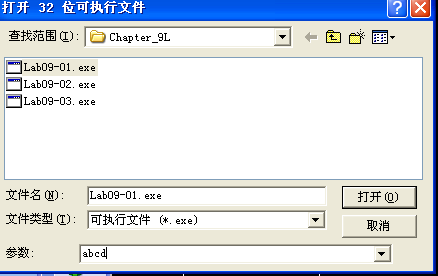 打开 32 位可执行文件
查找范围(I): Chapter_9L
Lab09-01.exe
Lab09-02.exe
Lab09-03.exe
文件名(N): Lab09-01.exe 打开(O)
文件类型(T): 可执行文件 (*.exe) 取消
参数: abcd